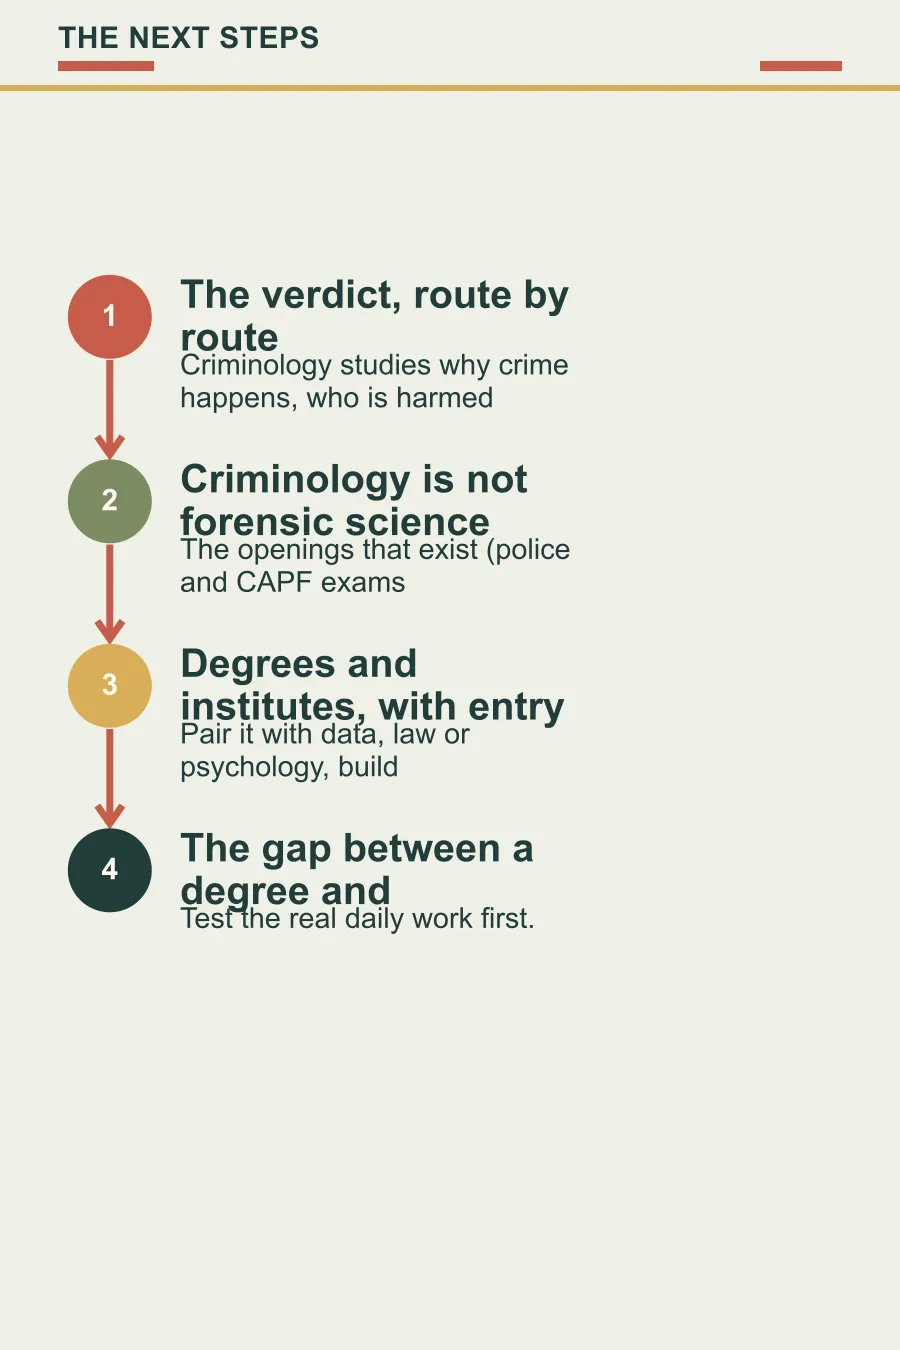 THE NEXT STEPS
1
The verdict, route by
route
Criminology studies why crime
happens, who is harmed
2
Criminology is not
forensic science
The openings that exist (police
and CAPF exams
3
Degrees and
institutes, with entry
Pair it with data, law or
psychology, build
4
The gap between a
degree and
Test the real daily work first.